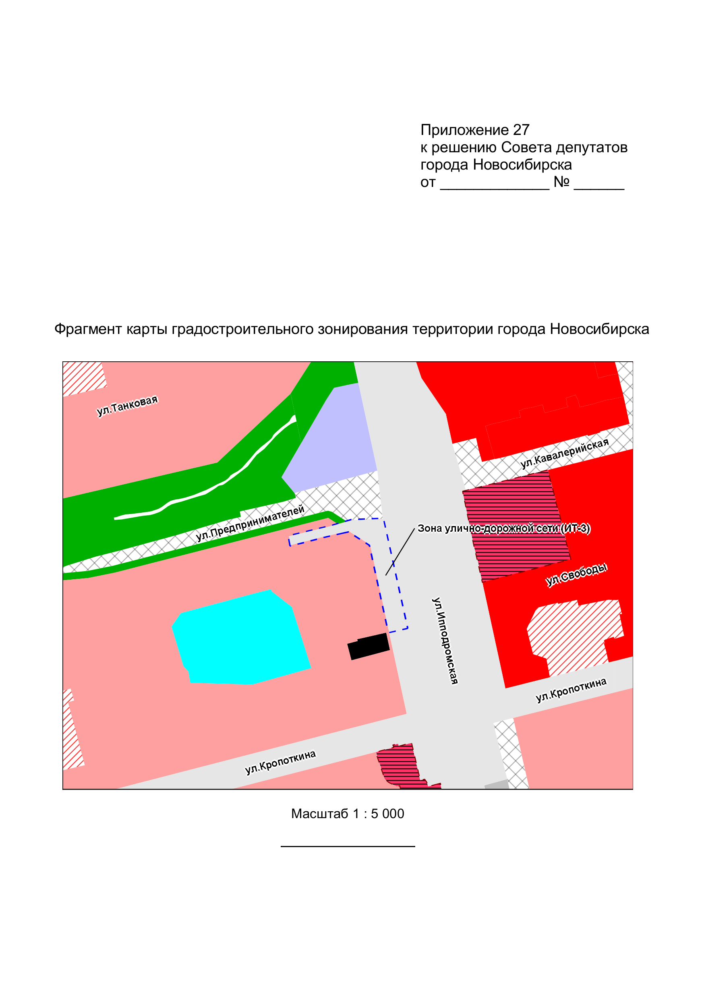 Приложение 27
к решению Совета депутатов
города Новосибирска
от _____________ № ______
Фрагмент карты градостроительного зонирования территории города Новосибирска
ул.Танковая
ул.Кавалерийская
ул.Предпринимателей
Зона улично-дорожной сети (ИТ-3)
ул.Свободы
ул.Ипподромская
ул.Кропоткина
ул.Кропоткина
Масштаб 1 : 5 000